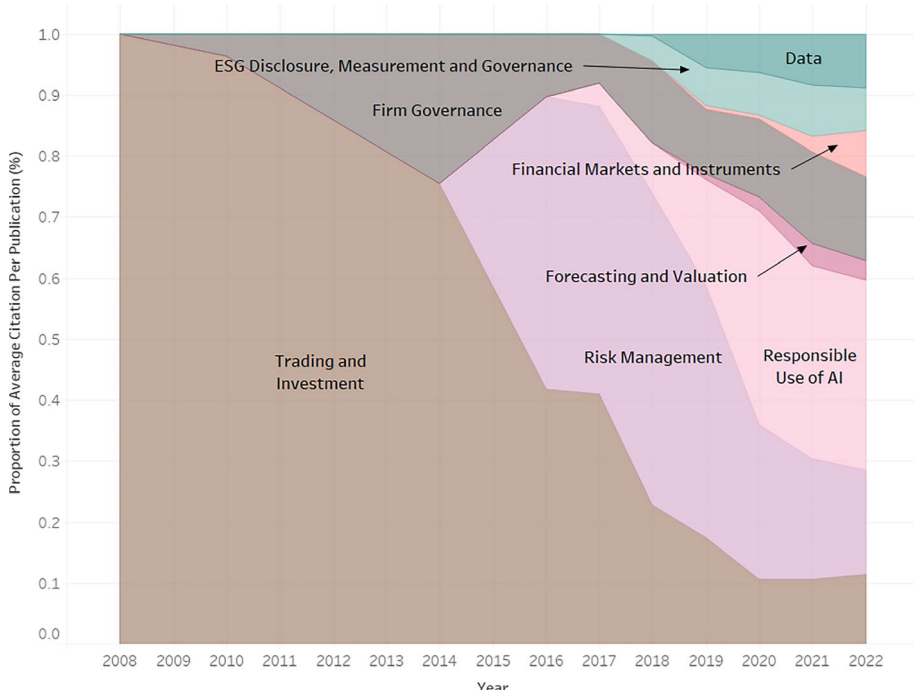 1.0
Data
ESG Disclosure, Measurement and Governance
0.9
Firm Governance
0.8
Financial Markets and Instruments
0.7
0.6
Forecasting and Valuation
0.5
Trading and
Investment
Risk Management
Responsible
Use of AI
0.4
0.3
0.2
0.1
0.0
Proportion of Average Citation Per Publication (%)
2008 2009 2010 2011 2012 2013 2014 2015 2016 2017 2018 2019 2020 2021 2022
Year